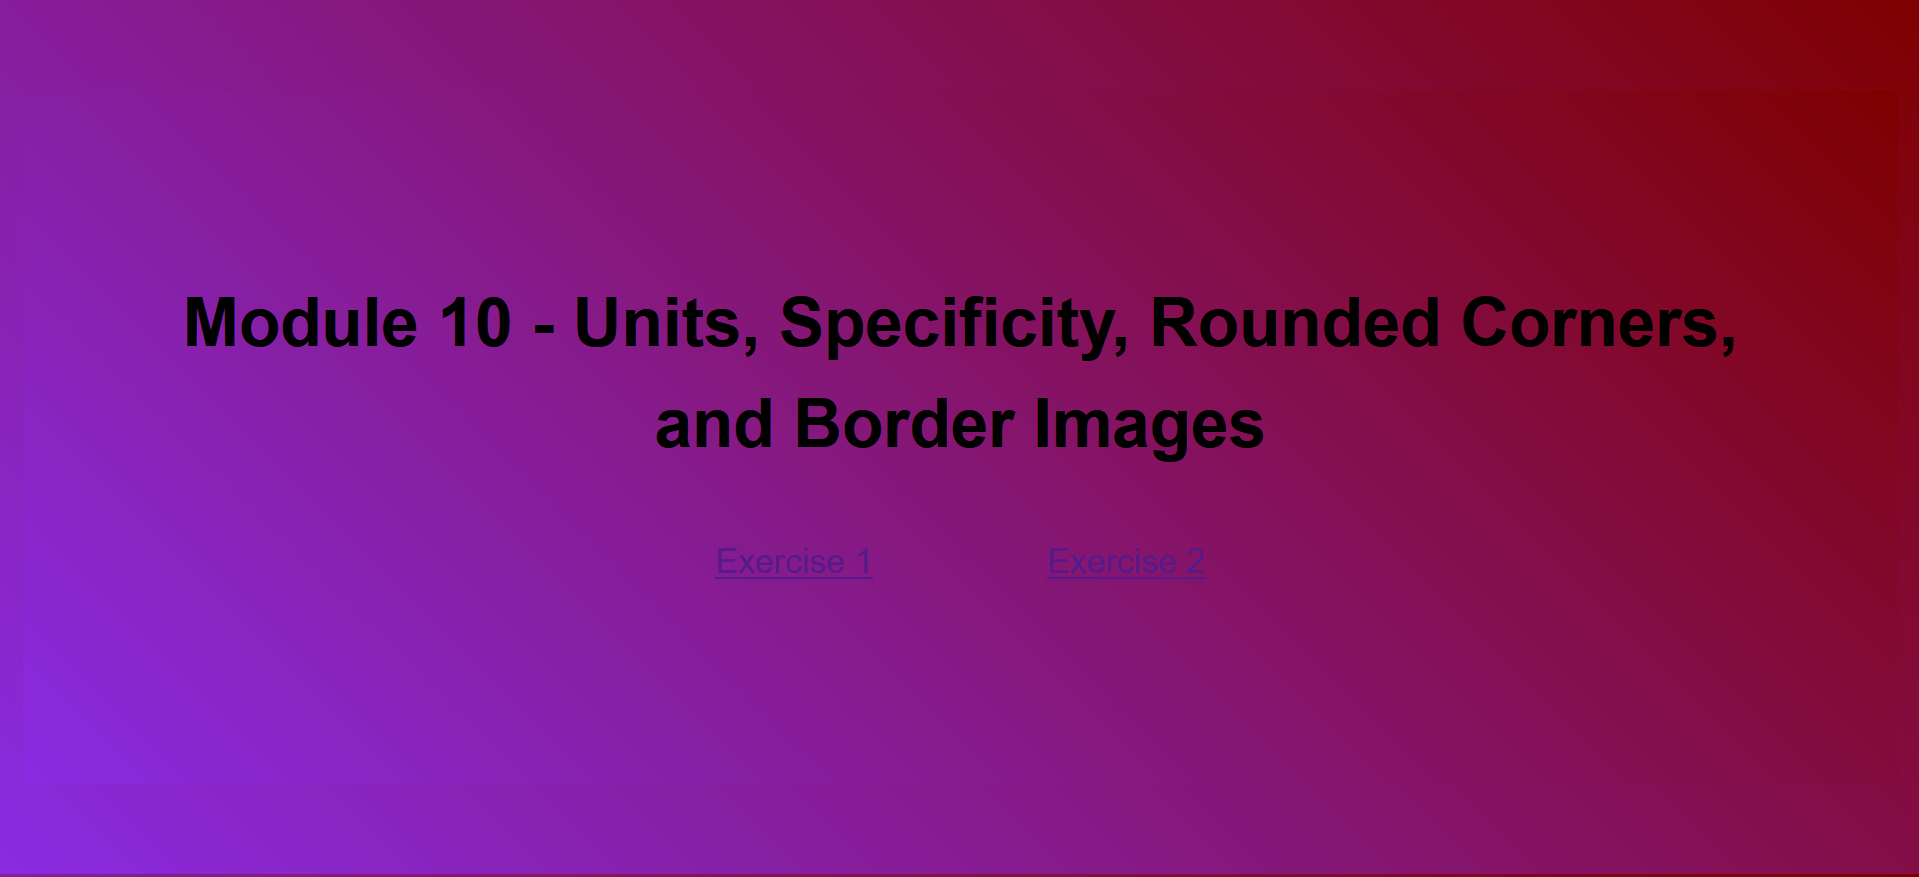 Module 10 - Units, Specificity, Rounded Corners,
and Border Images
Exercise 1 Exercise 2